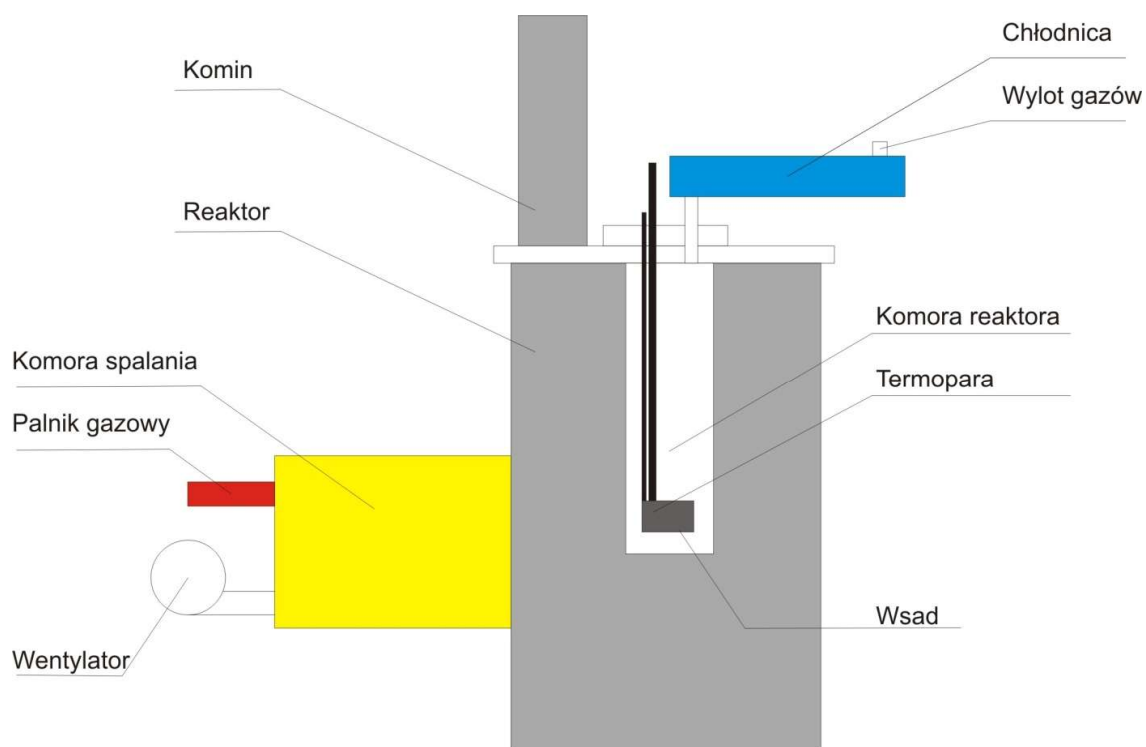 Komin
Reaktor
Komora spalania
Palnik gazowy
Wentylator
Chłodnica
Wylot gazów
Komora reaktora
Termopara
Wsad